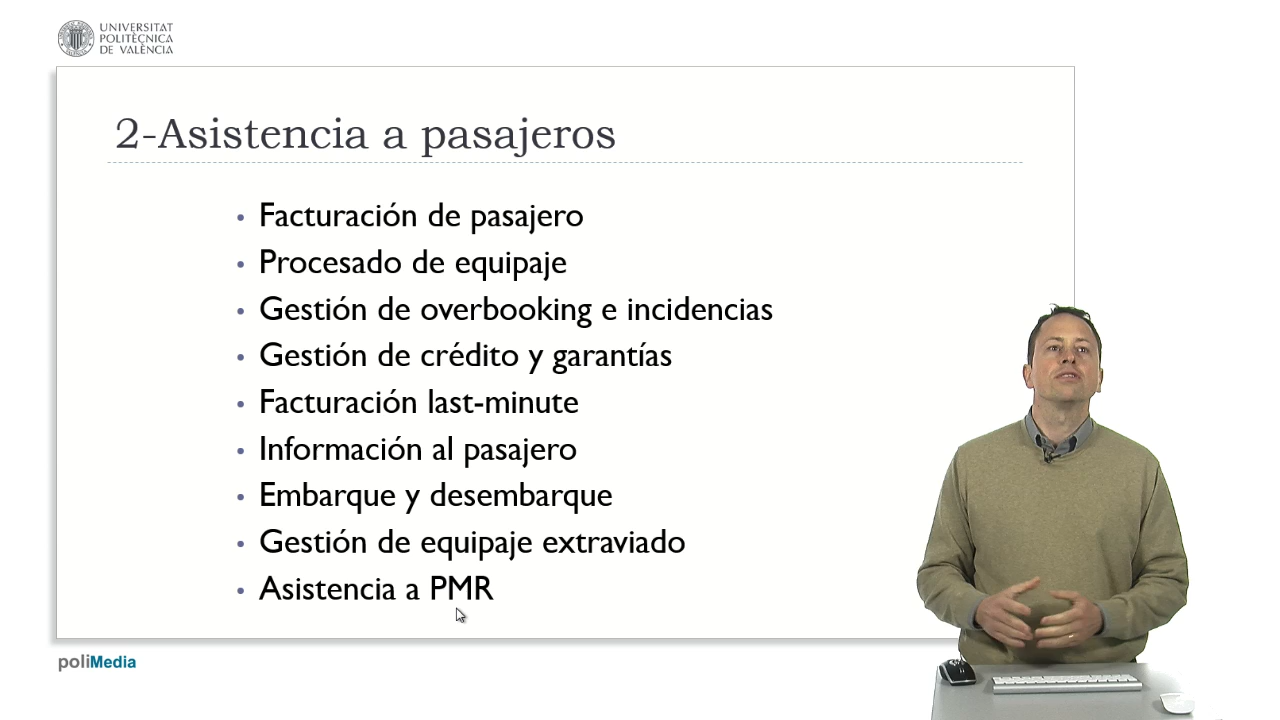 UNIVERSITAT
POLITÈCNICA
DE VALÈNCIA
2-Asistencia a pasajeros
• Facturación de pasajero
• Procesado de equipaje
• Gestión de overbooking e incidencias
• Gestión de crédito y garantías
• Facturación last-minute
• Información al pasajero
• Embarque y desembarque
• Gestión de equipaje extraviado
• Asistencia a PMR
poliMedia